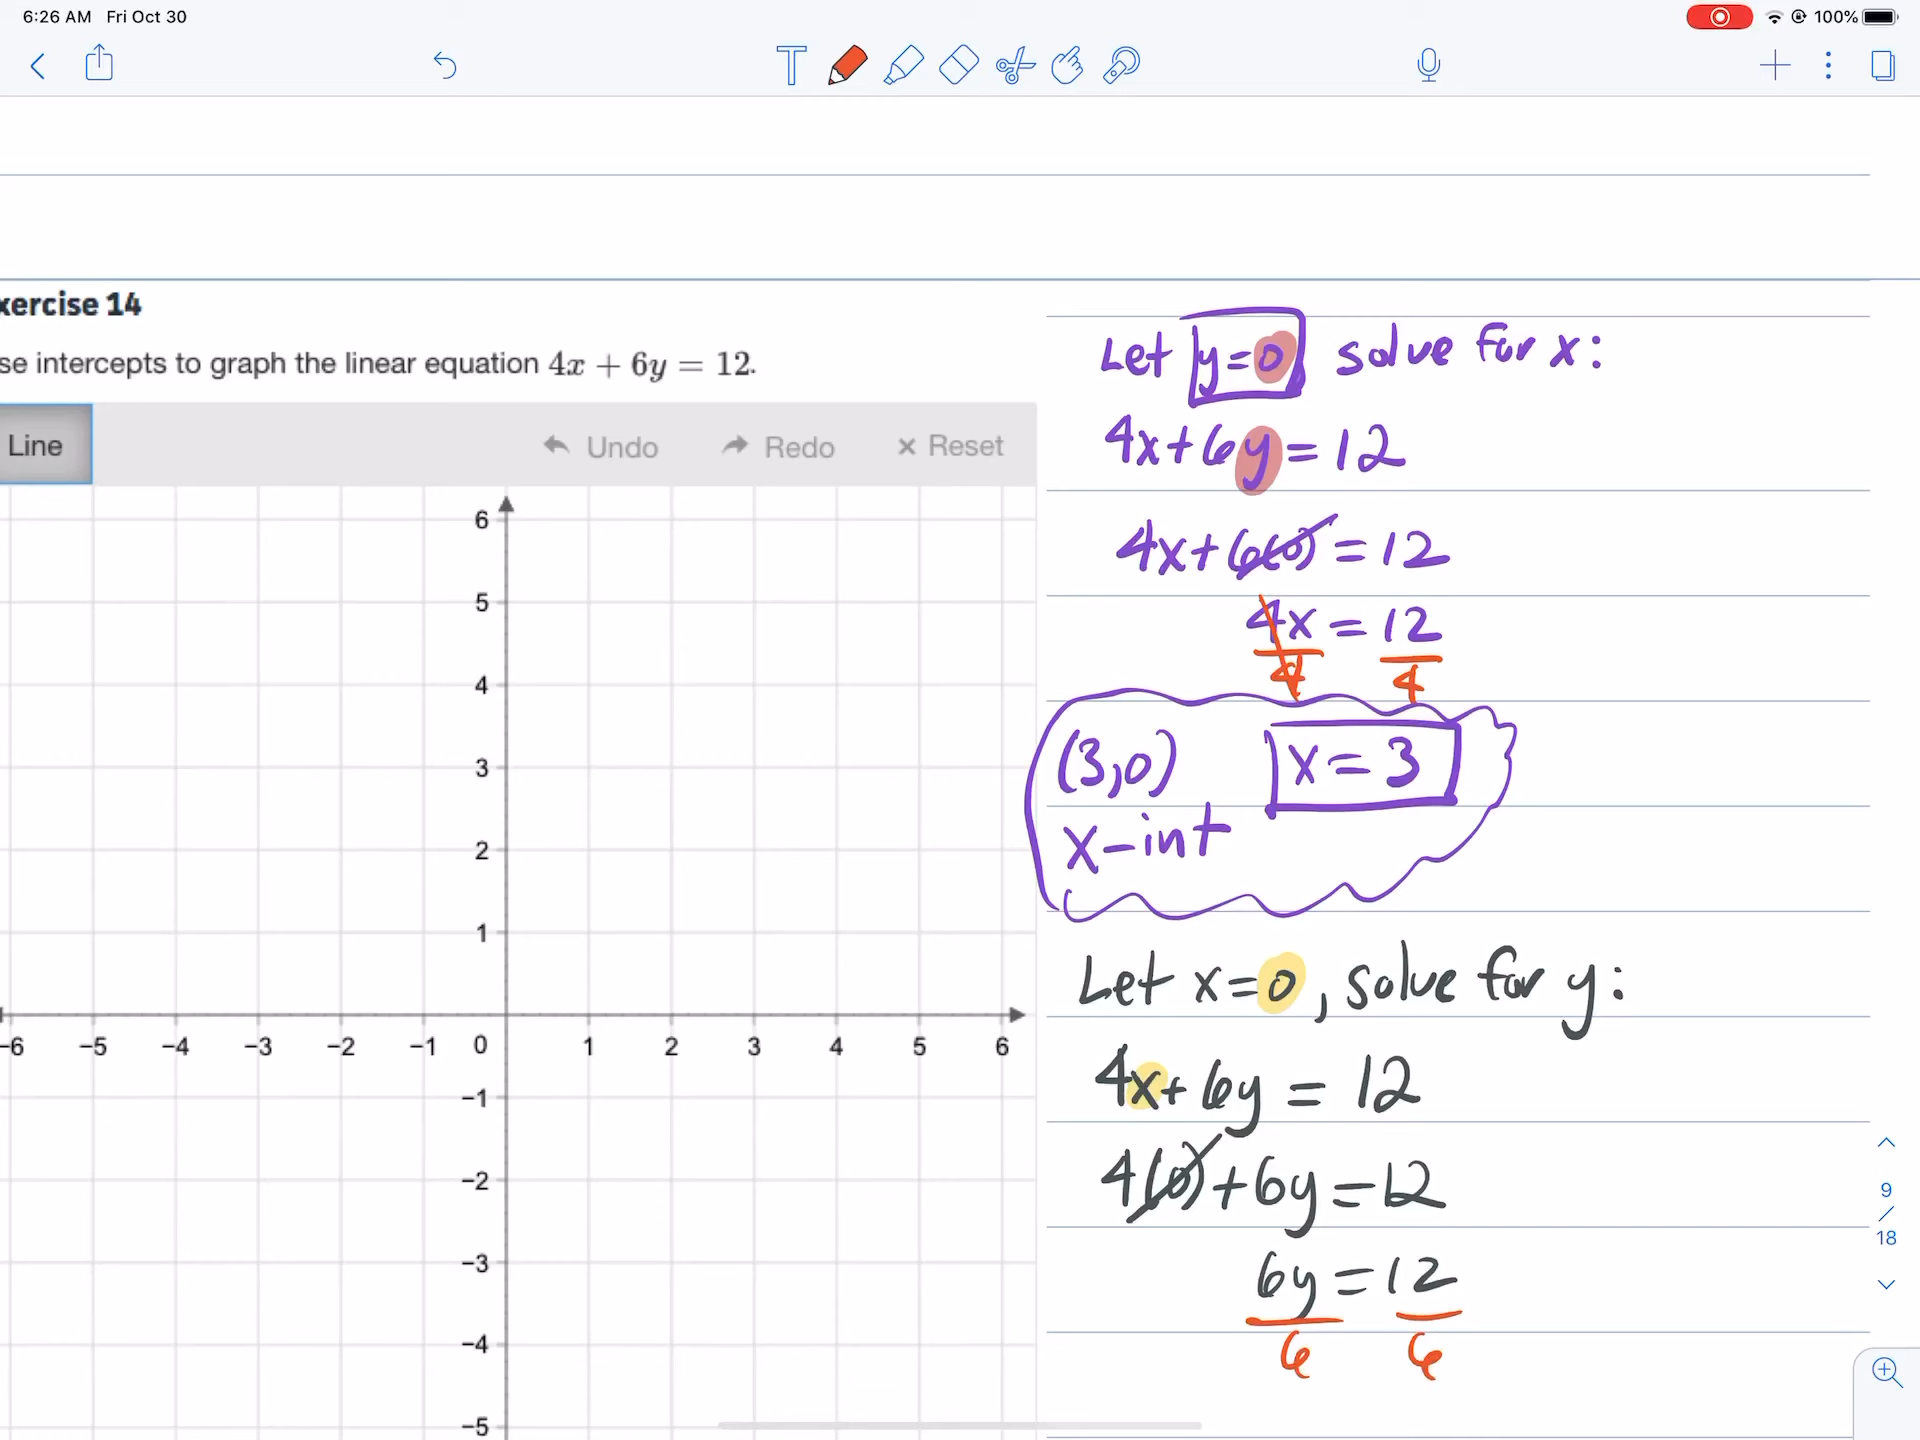 6:26 AM Fri Oct 30
100%
T
xercise 14
se intercepts to graph the linear equation 4x + 6y = 12.
Line
Undo
Redo
× Reset
6
5
4
3
2
1
−6 −5 −4 −3 −2 −1 0 1 2 3 4 5 6
−1
−2
−3
−4
−5
Let y=0 solve for x:
4x+6y=12
4x+6(0)=12
4x = 12
4 4
(3,0) x = 3
x-int
Let x=0, solve for y:
4x+6y = 12
4(0)+6y=12
6y=12
6 6
9
/
18